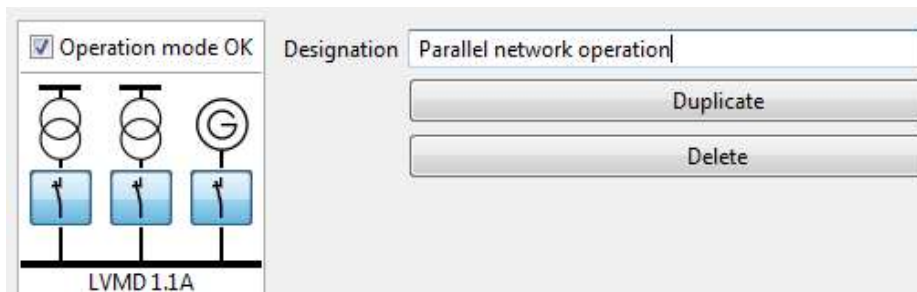 Operation mode OK
Designation
Parallel network operation
Duplicate
Delete
G
LVMD 1.1A